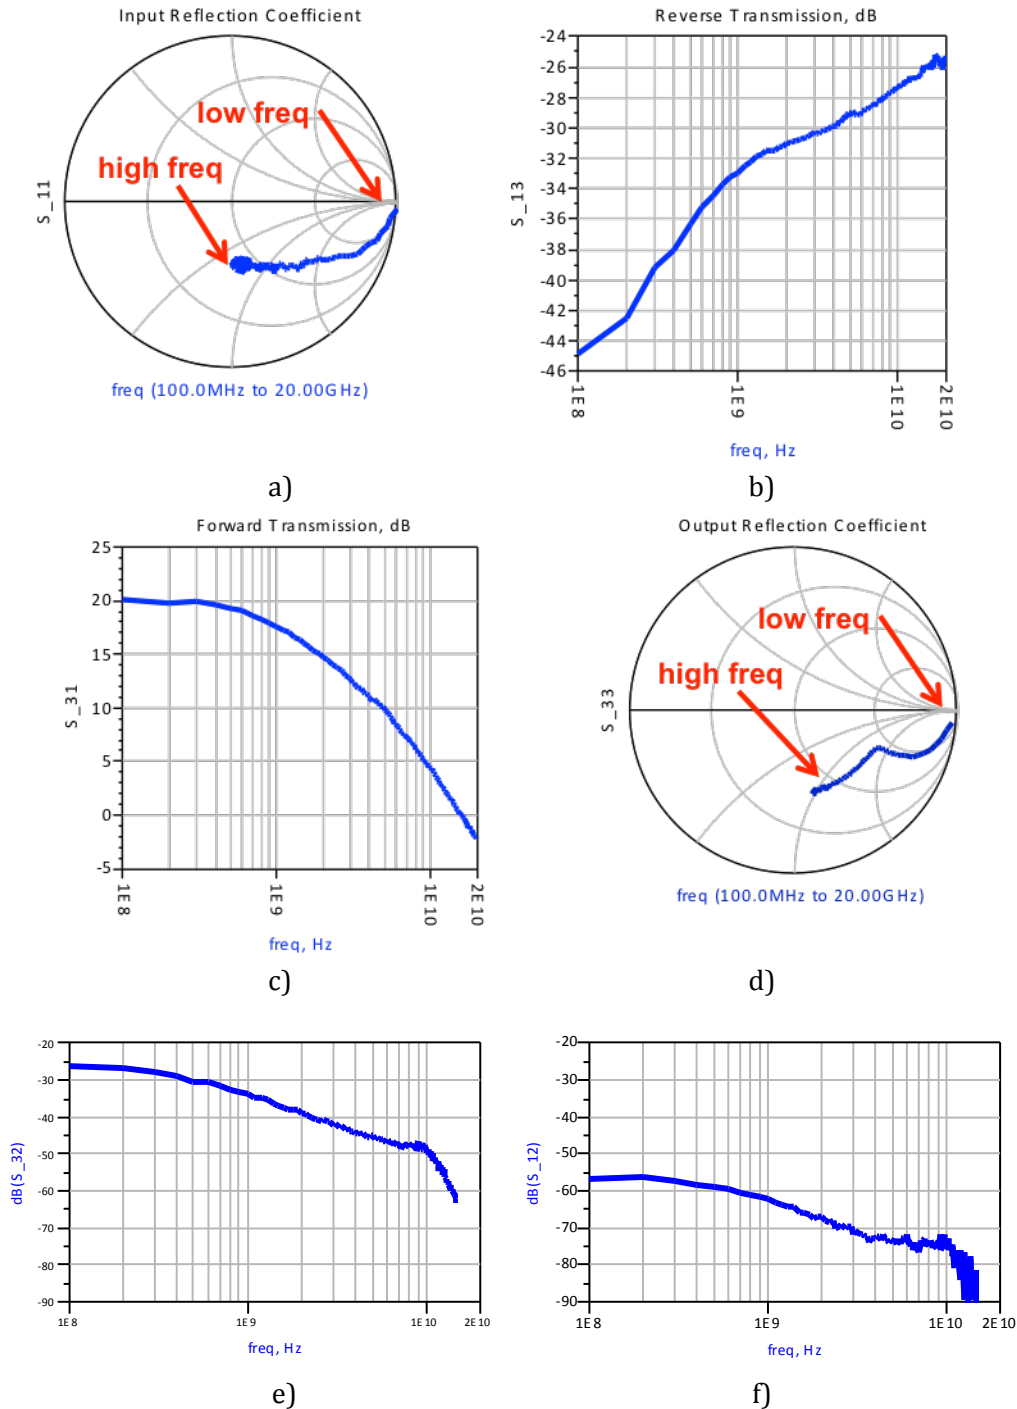 Input Reflection Coefficient
low freq
high freq
S_11
freq (100.0MHz to 20.00GHz)
a)
Reverse Transmission, dB
-24
-26
-28
-30
-32
-34
-36
-38
-40
-42
-44
-46
S_13
1E8
1E9
1E10
2E10
freq, Hz
b)
Forward Transmission, dB
25
20
15
10
5
0
-5
S_31
1E8
1E9
1E10
2E10
freq, Hz
c)
Output Reflection Coefficient
low freq
high freq
S_33
freq (100.0MHz to 20.00GHz)
d)
-20
-30
-40
-50
-60
-70
-80
-90
dB(S_32)
1E8
1E9
1E10
2E10
freq, Hz
e)
-20
-30
-40
-50
-60
-70
-80
-90
dB(S_12)
1E8
1E9
1E10
2E10
freq, Hz
f)